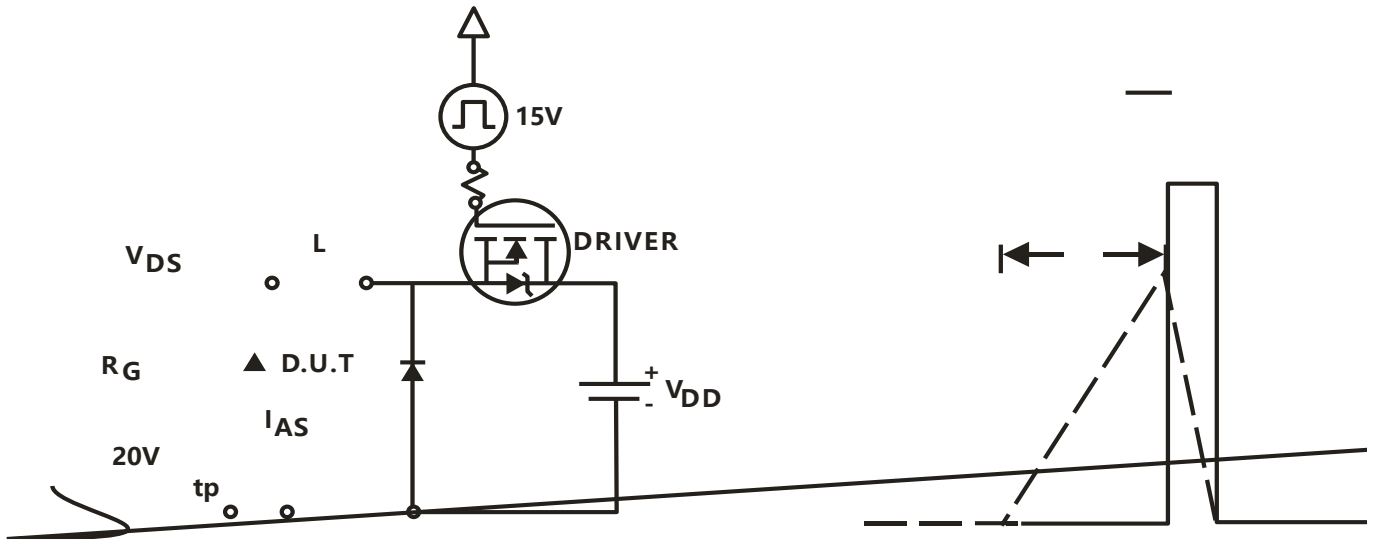 15V
DRIVER
L
VDS
RG
D.U.T
+
VDD
-
IAS
20V
tp